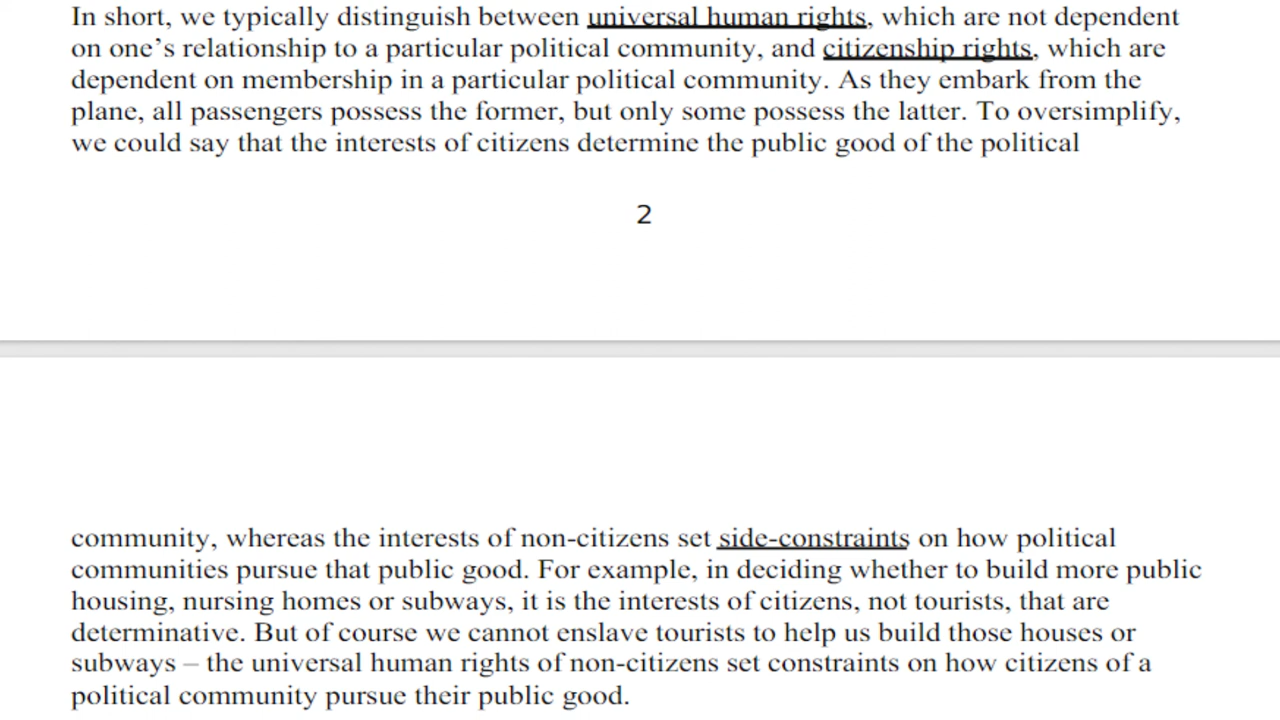 In short, we typically distinguish between universal human rights, which are not dependent
on one’s relationship to a particular political community, and citizenship rights, which are
dependent on membership in a particular political community. As they embark from the
plane, all passengers possess the former, but only some possess the latter. To oversimplify,
we could say that the interests of citizens determine the public good of the political
2
community, whereas the interests of non-citizens set side-constraints on how political
communities pursue that public good. For example, in deciding whether to build more public
housing, nursing homes or subways, it is the interests of citizens, not tourists, that are
determinative. But of course we cannot enslave tourists to help us build those houses or
subways – the universal human rights of non-citizens set constraints on how citizens of a
political community pursue their public good.